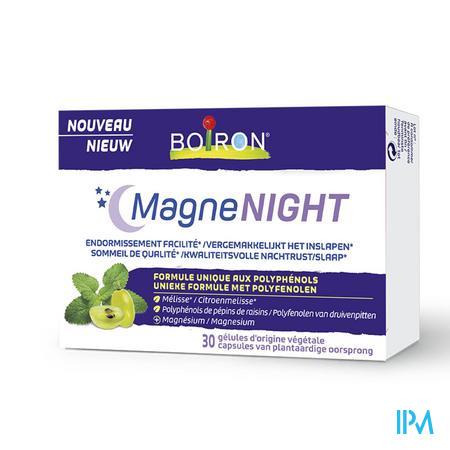 NOUVEAU
NIEUW
BOIRON®
MagneNIGHT
ENDORMISSEMENT FACILITÉ* /VERGEMAKKELIJKT HET INSLAPEN*
SOMMEIL DE QUALITÉ* /KWALITEITSVOLLE NACHTRUST/SLAAP*
FORMULE UNIQUE AUX POLYPHÉNOLS
UNIEKE FORMULE MET POLYFENOLEN
Mélisse* / Citroenmelisse*
Polyphénols de pépins de raisins / Polyfenolen van druivenpitten
+ Magnésium / Magnesium
30 gélules d'origine végétale
capsules van plantaardige oorsprong
IPM